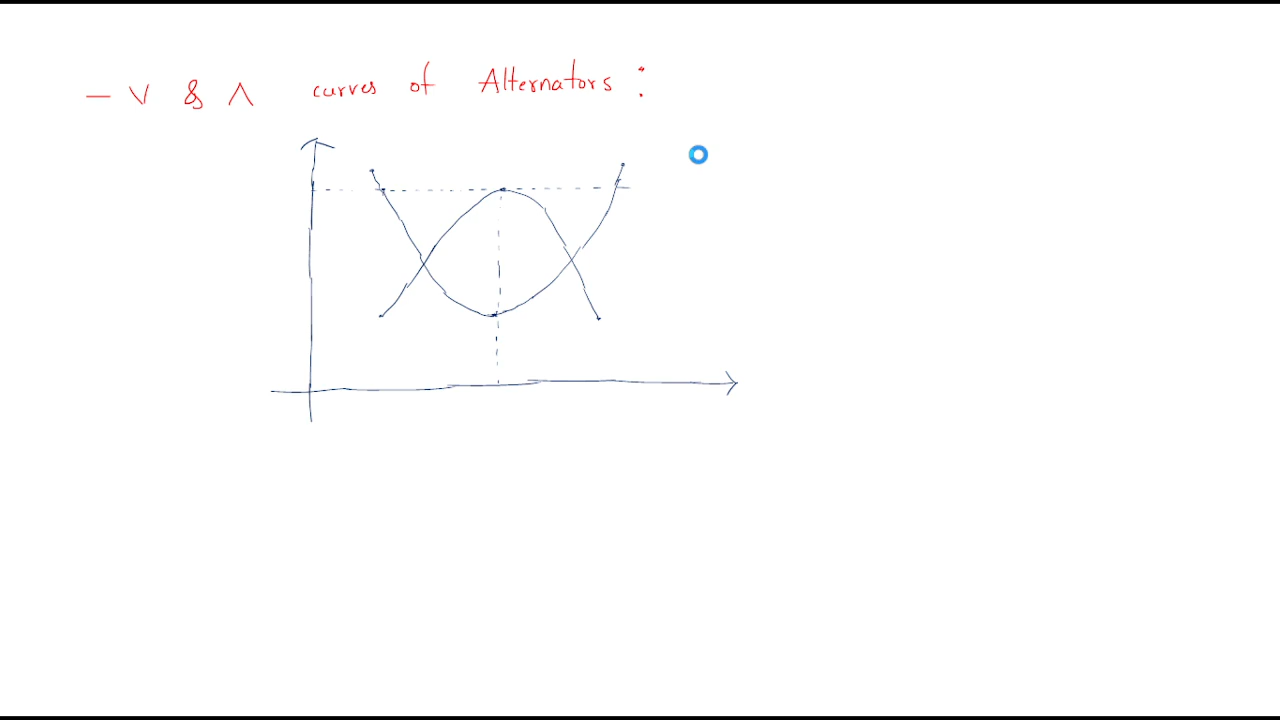 – V & Λ curves of Alternators :